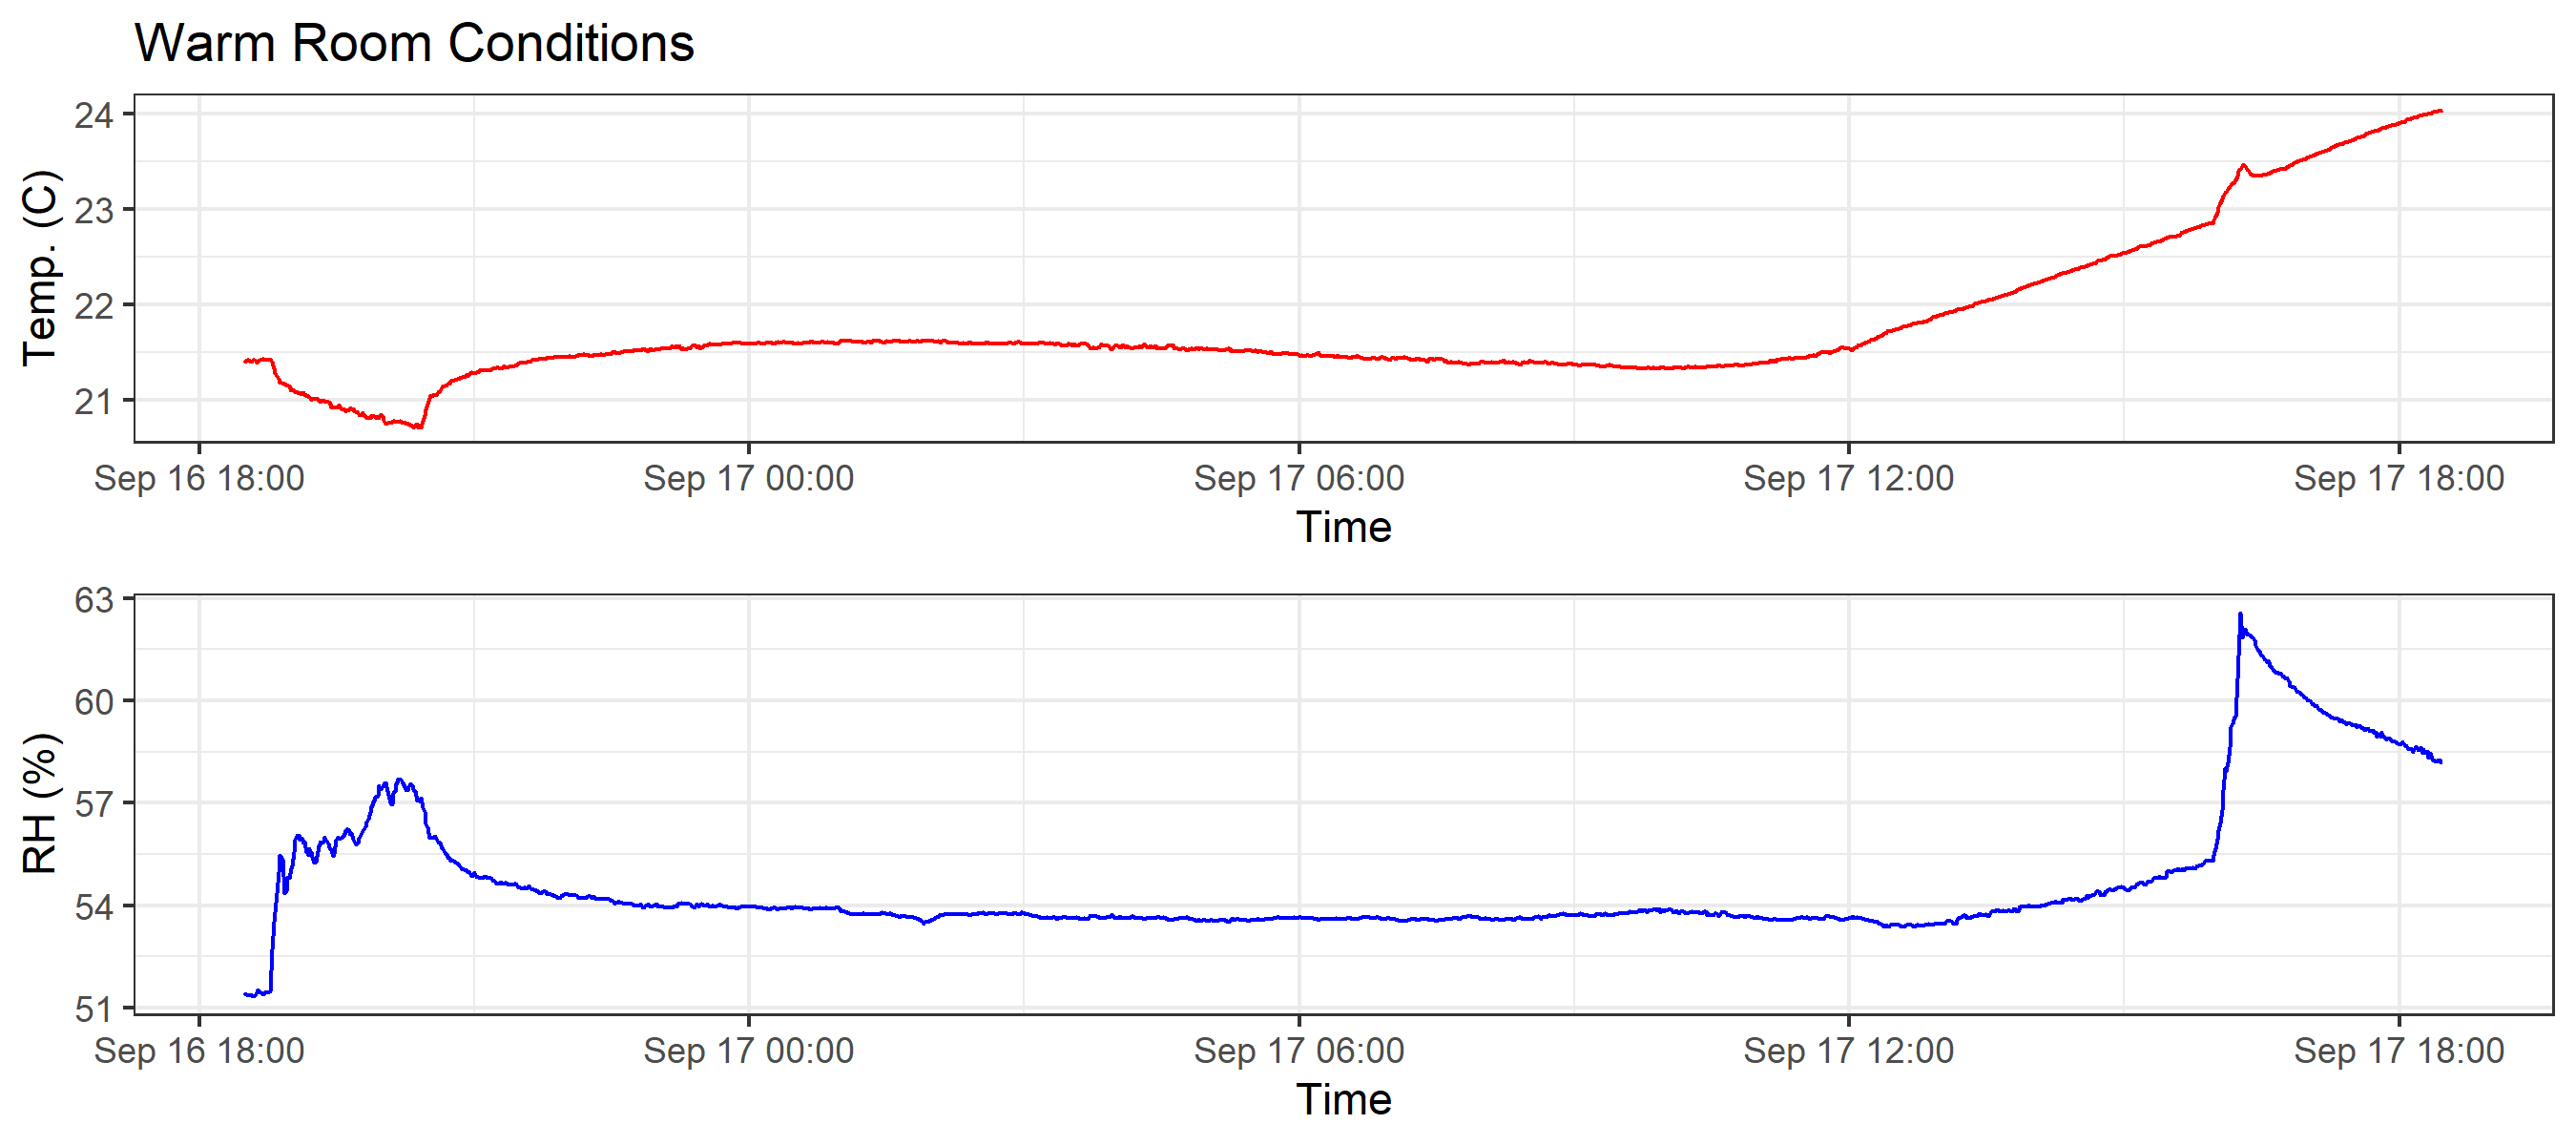 Warm Room Conditions
24
23
22
21
Temp. (C)
Sep 16 18:00 Sep 17 00:00 Sep 17 06:00 Sep 17 12:00 Sep 17 18:00
Time
63
60
57
54
51
RH (%)
Sep 16 18:00 Sep 17 00:00 Sep 17 06:00 Sep 17 12:00 Sep 17 18:00
Time